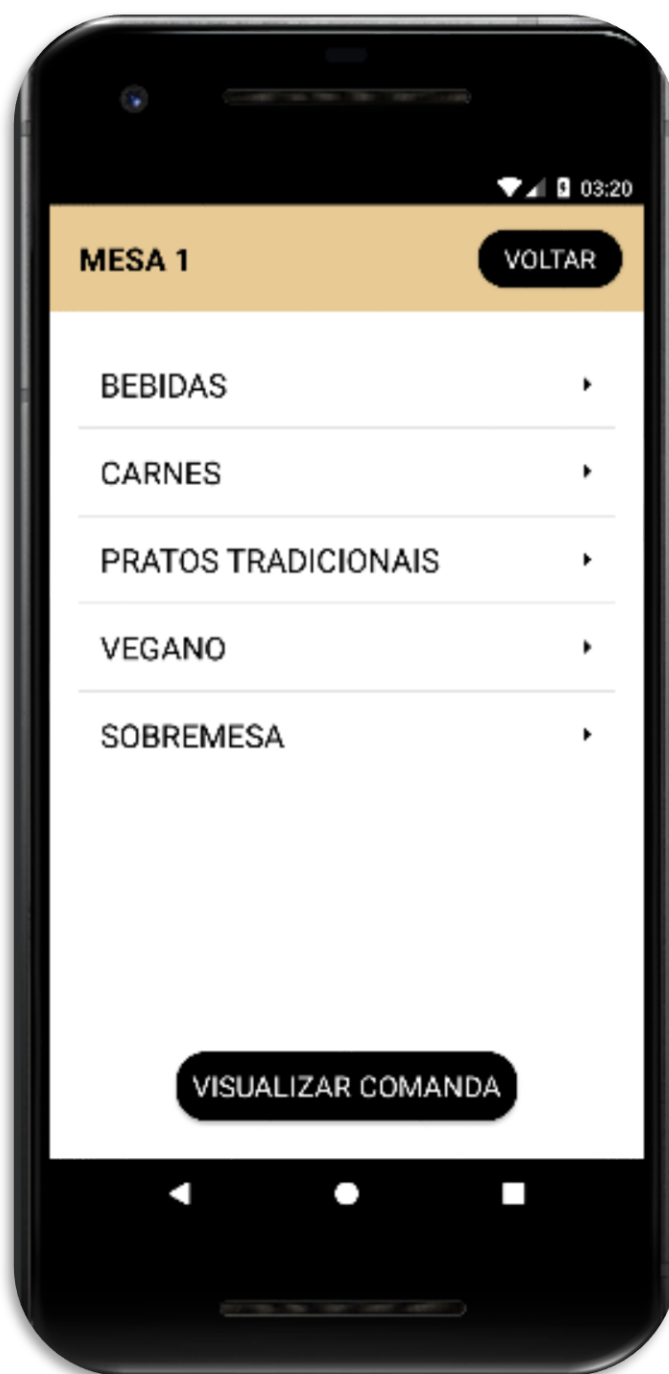 03:20
MESA 1
VOLTAR
BEBIDAS
CARNES
PRATOS TRADICIONAIS
VEGANO
SOBREMESA
VISUALIZAR COMANDA